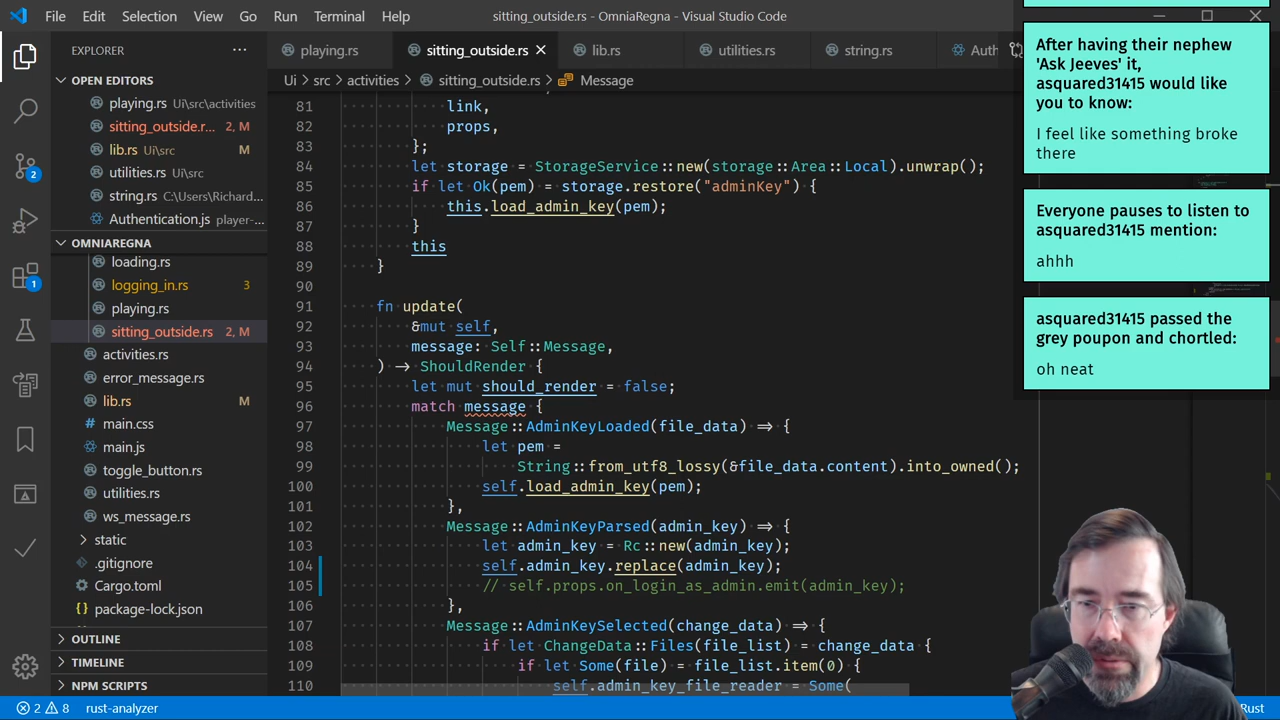 File Edit Selection View Go Run Terminal Help
sitting_outside.rs - OmniaRegna - Visual Studio Code
EXPLORER
OPEN EDITORS
playing.rs Ui\src\activities
sitting_outside.r... 2, M
lib.rs Ui\src M
utilities.rs Ui\src
string.rs C:\Users\Richard...
Authentication.js player-...
OMNIAREGNA
loading.rs
logging_in.rs 3
playing.rs
sitting_outside.rs 2, M
activities.rs
error_message.rs
lib.rs M
main.css
main.js
toggle_button.rs
utilities.rs
ws_message.rs
static
.gitignore
Cargo.toml
package-lock.json
OUTLINE
TIMELINE
NPM SCRIPTS
2
1
playing.rs sitting_outside.rs lib.rs utilities.rs string.rs Auth
Ui > src > activities > sitting_outside.rs > Message
81 link,
82 props,
83 };
84 let storage = StorageService::new(storage::Area::Local).unwrap();
85 if let Ok(pem) = storage.restore("adminKey") {
86 this.load_admin_key(pem);
87 }
88 this
89 }
90
91 fn update(
92 &mut self,
93 message: Self::Message,
94 ) -> ShouldRender {
95 let mut should_render = false;
96 match message {
97 Message::AdminKeyLoaded(file_data) => {
98 let pem =
99 String::from_utf8_lossy(&file_data.content).into_owned();
100 self.load_admin_key(pem);
101 },
102 Message::AdminKeyParsed(admin_key) => {
103 let admin_key = Rc::new(admin_key);
104 self.admin_key.replace(admin_key);
105 // self.props.on_login_as_admin.emit(admin_key);
106 },
107 Message::AdminKeySelected(change_data) => {
108 if let ChangeData::Files(file_list) = change_data {
109 if let Some(file) = file_list.item(0) {
110 self.admin_key_file_reader = Some(
After having their nephew
'Ask Jeeves' it,
asquared31415 would like
you to know:
I feel like something broke
there
Everyone pauses to listen to
asquared31415 mention:
ahhh
asquared31415 passed the
grey poupon and chortled:
oh neat
2 8 rust-analyzer
Rust